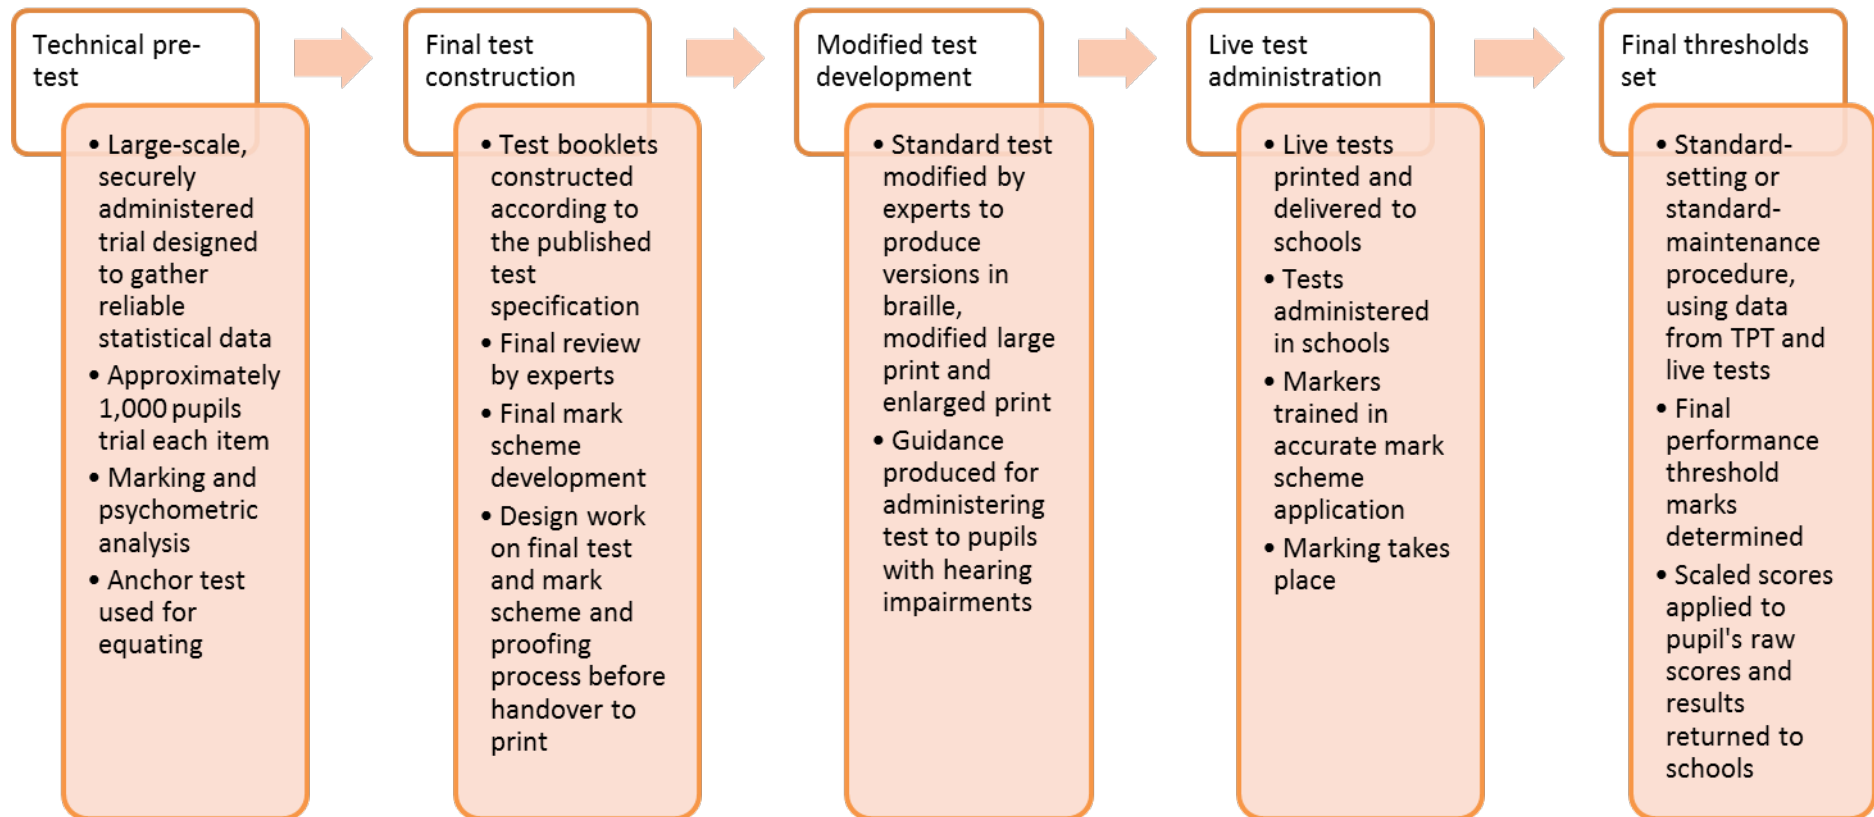 Technical pre-
test
• Large-scale,
securely
administered
trial designed
to gather
reliable
statistical data
• Approximately
1,000 pupils
trial each item
• Marking and
psychometric
analysis
• Anchor test
used for
equating
Final test
construction
• Test booklets
constructed
according to
the published
test
specification
• Final review
by experts
• Final mark
scheme
development
• Design work
on final test
and mark
scheme and
proofing
process before
handover to
print
Modified test
development
• Standard test
modified by
experts to
produce
versions in
braille,
modified large
print and
enlarged print
• Guidance
produced for
administering
test to pupils
with hearing
impairments
Live test
administration
• Live tests
printed and
delivered to
schools
• Tests
administered
in schools
• Markers
trained in
accurate mark
scheme
application
• Marking takes
place
Final thresholds
set
• Standard-
setting or
standard-
maintenance
procedure,
using data
from TPT and
live tests
• Final
performance
threshold
marks
determined
• Scaled scores
applied to
pupil's raw
scores and
results
returned to
schools